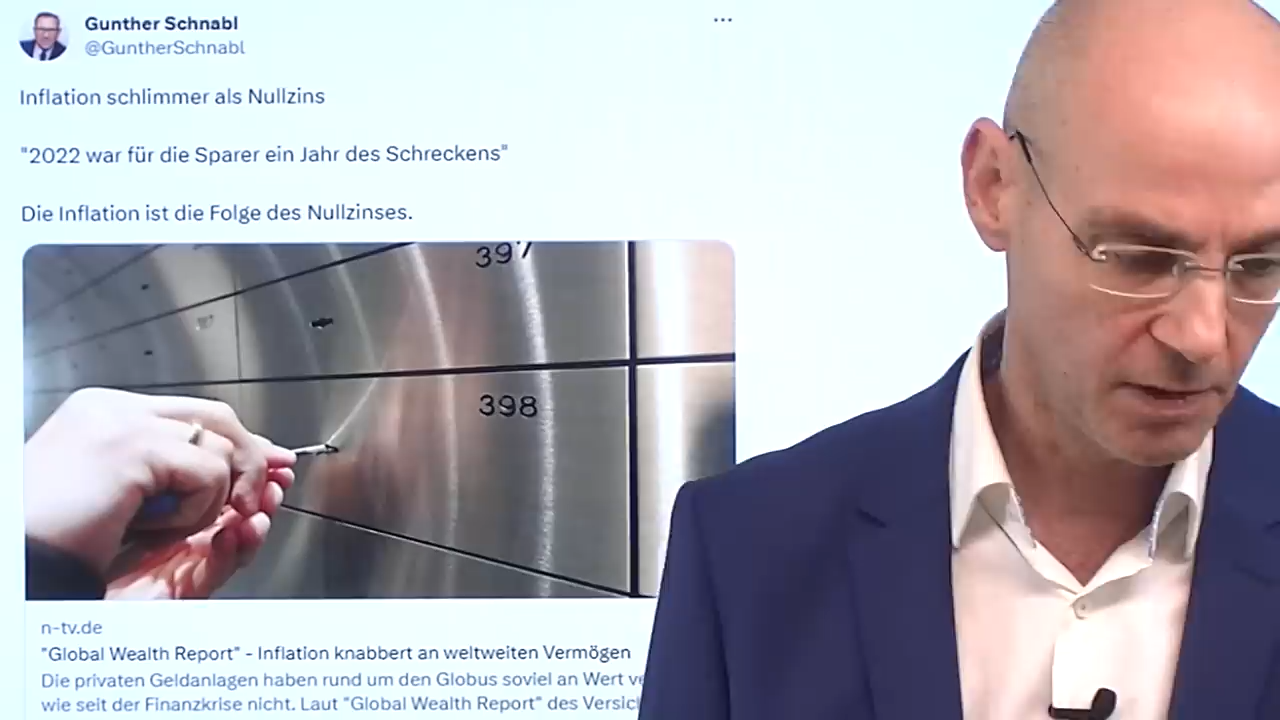 Gunther Schnabl
@GuntherSchnabl
Inflation schlimmer als Nullzins
"2022 war für die Sparer ein Jahr des Schreckens"
Die Inflation ist die Folge des Nullzinses.
397
398
n-tv.de
"Global Wealth Report" - Inflation knabbert an weltweiten Vermögen
Die privaten Geldanlagen haben rund um den Globus soviel an Wert
wie seit der Finanzkrise nicht. Laut "Global Wealth Report" des